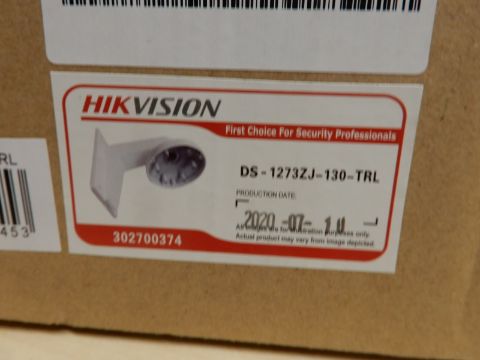 HIKVISION
First Choice For Security Professionals
DS-1273ZJ-130-TRL
PRODUCTION DATE:
2020-07-10
All images are for illustration purposes only.
Actual product may vary from image depicted.
302700374
RL
453